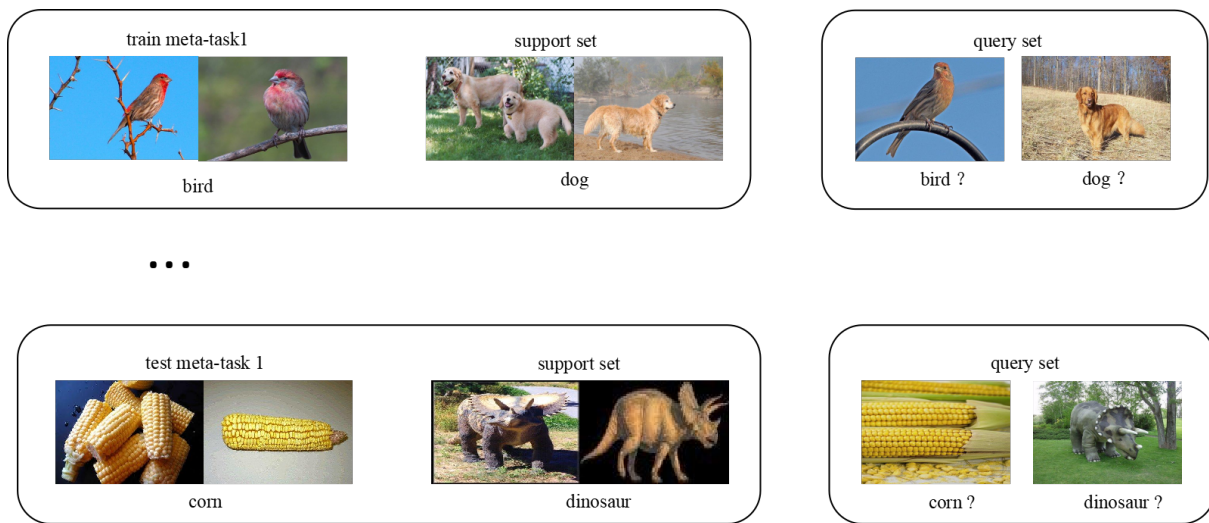 train meta-task1
support set
query set
bird
dog
bird ?
dog ?
...
test meta-task 1
support set
query set
corn
dinosaur
corn ?
dinosaur ?